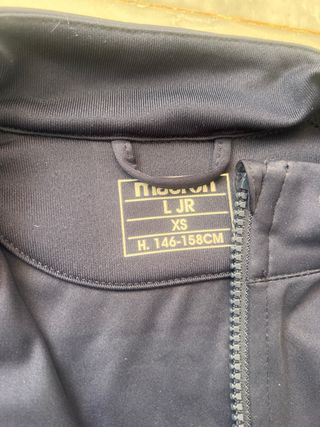 macron
L JR
XS
H. 146-158CM